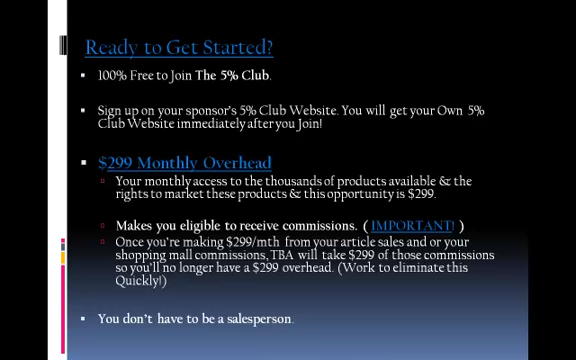 Ready to Get Started?
100% Free to Join The 5% Club.
Sign up on your sponsor's 5% Club Website. You will get your Own 5%
Club Website immediately after you Join!
$299 Monthly Overhead
Your monthly access to the thousands of products available & the
rights to market these products & this opportunity is $299.
Makes you eligible to receive commissions. ( IMPORTANT! )
Once you're making $299/mth from your article sales and or your
shopping mall commissions, TBA will take $299 of those commissions
so you'll no longer have a $299 overhead. (Work to eliminate this
Quickly!)
You don't have to be a salesperson.